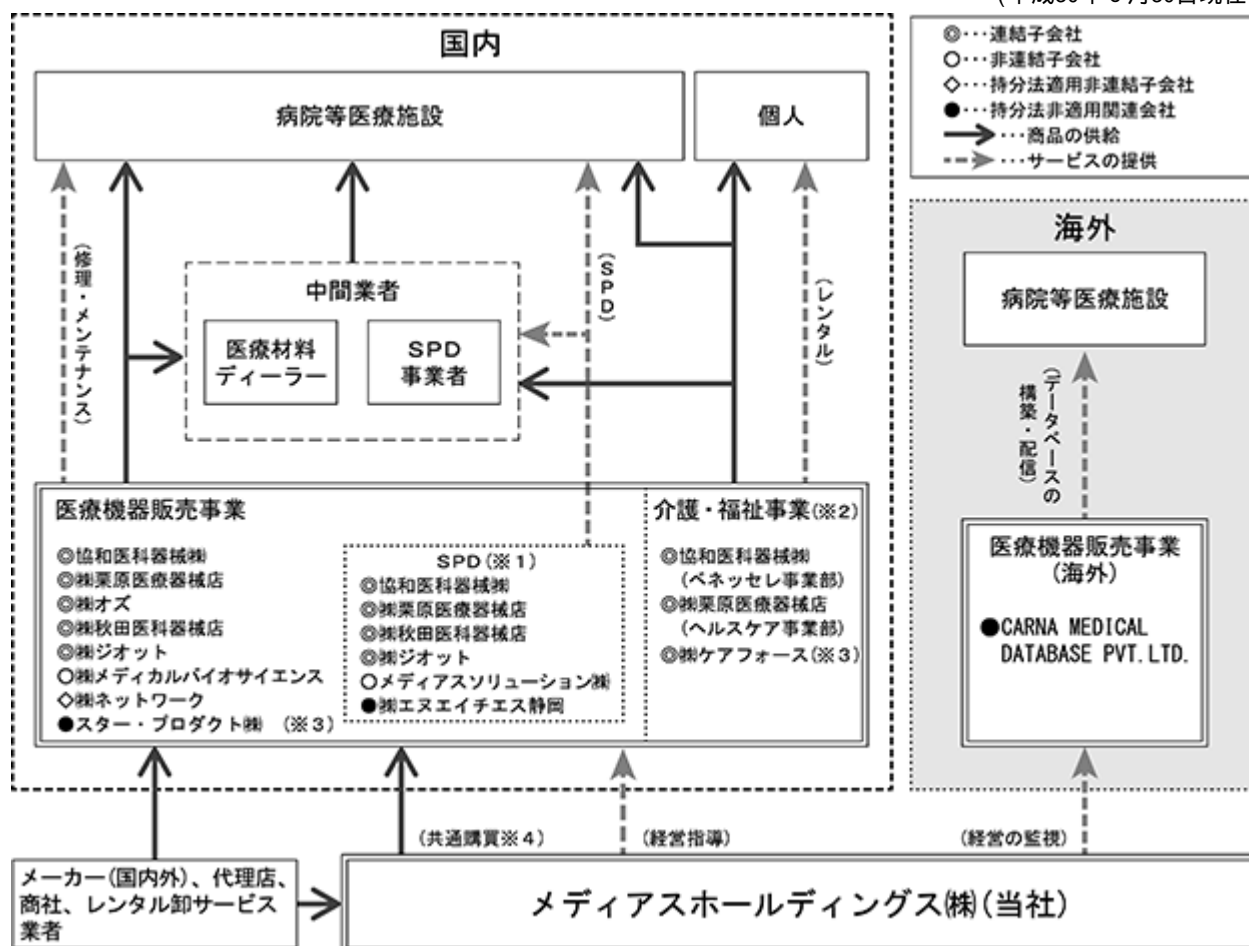 国内
病院等医療施設
個人
(修理・メンテナンス)
中間業者
医療材料
ディーラー
SPD
事業者
(SPD)
(レンタル)
医療機器販売事業
◎協和医科器械㈱
◎㈱栗原医療器械店
◎㈱オズ
◎㈱秋田医科器械店
◎㈱ジオット
○㈱メディカルバイオサイエンス
◇㈱ネットワーク
●スター・プロダクト㈱ (※3)
SPD(※1)
◎協和医科器械㈱
◎㈱栗原医療器械店
◎㈱秋田医科器械店
◎㈱ジオット
○メディアスソリューション㈱
●㈱エヌエイチエス静岡
介護・福祉事業(※2)
◎協和医科器械㈱
(ベネッセレ事業部)
◎㈱栗原医療器械店
(ヘルスケア事業部)
◎㈱ケアフォース(※3)
◎・・・連結子会社
○・・・非連結子会社
◇・・・持分法適用非連結子会社
●・・・持分法非適用関連会社
・・・商品の供給
・・・サービスの提供
海外
病院等医療施設
(データベースの
構築・配信)
医療機器販売事業
(海外)
●CARNA MEDICAL
DATABASE PVT.LTD.
(共通購買※4)
(経営指導)
(経営の監視)
メーカー(国内外)、代理店、
商社、レンタル卸サービス
業者
メディアスホールディングス㈱(当社)